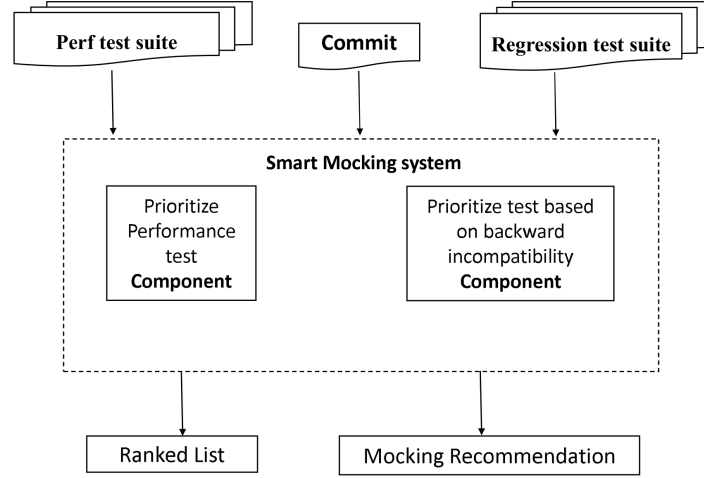 Perf test suite
Commit
Regression test suite
Smart Mocking system
Prioritize
Performance
test
Component
Prioritize test based
on backward
incompatibility
Component
Ranked List
Mocking Recommendation